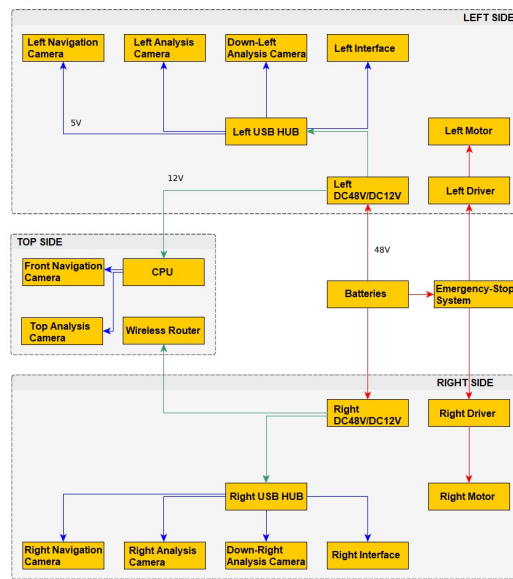 LEFT SIDE
Left Navigation
Camera
Left Analysis
Camera
Down-Left
Analysis Camera
Left Interface
5V
Left USB HUB
Left Motor
12V
Left
DC48V/DC12V
Left Driver
TOP SIDE
48V
Front Navigation
Camera
CPU
Batteries
Emergency-Stop
System
Top Analysis
Camera
Wireless Router
RIGHT SIDE
Right
DC48V/DC12V
Right Driver
Right USB HUB
Right Motor
Right Navigation
Camera
Right Analysis
Camera
Down-Right
Analysis Camera
Right Interface